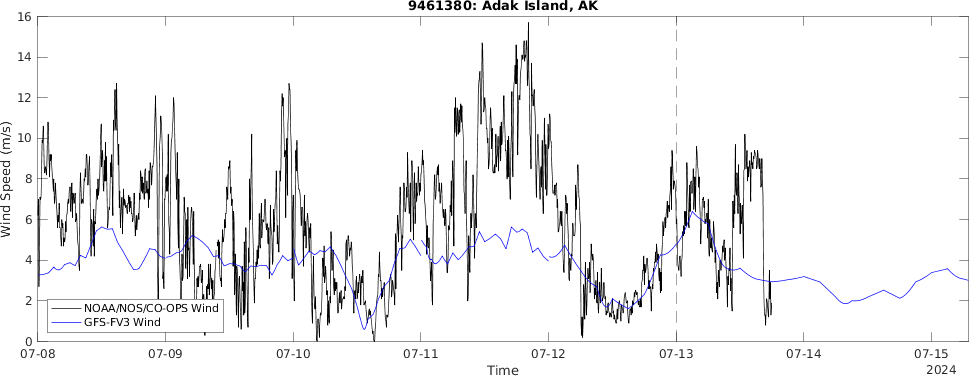 9461380: Adak Island, AK
16
14
12
10
8
6
4
2
0
Wind Speed (m/s)
NOAA/NOS/CO-OPS Wind
GFS-FV3 Wind
07-08 07-09 07-10 07-11 07-12 07-13 07-14 07-15
Time
2024